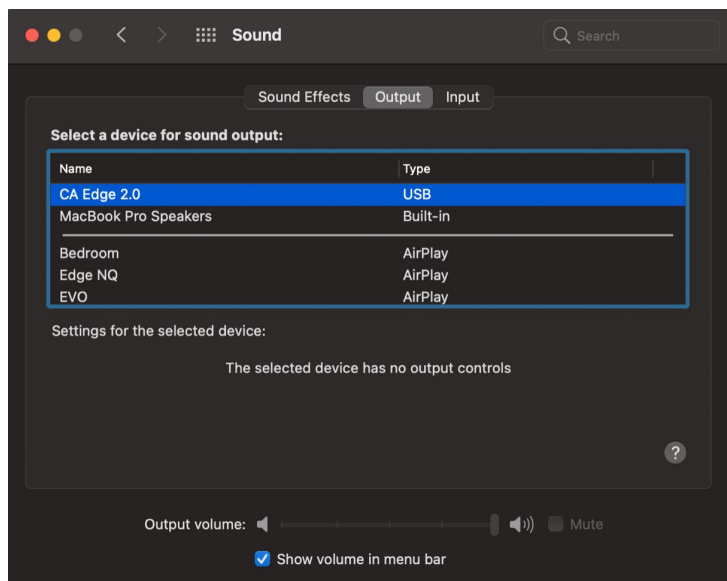 Sound
Search
Sound Effects Output Input
Select a device for sound output:
Name Type
CA Edge 2.0 USB
MacBook Pro Speakers Built-in
Bedroom AirPlay
Edge NQ AirPlay
EVO AirPlay
Settings for the selected device:
The selected device has no output controls
?
Output volume: Mute
Show volume in menu bar